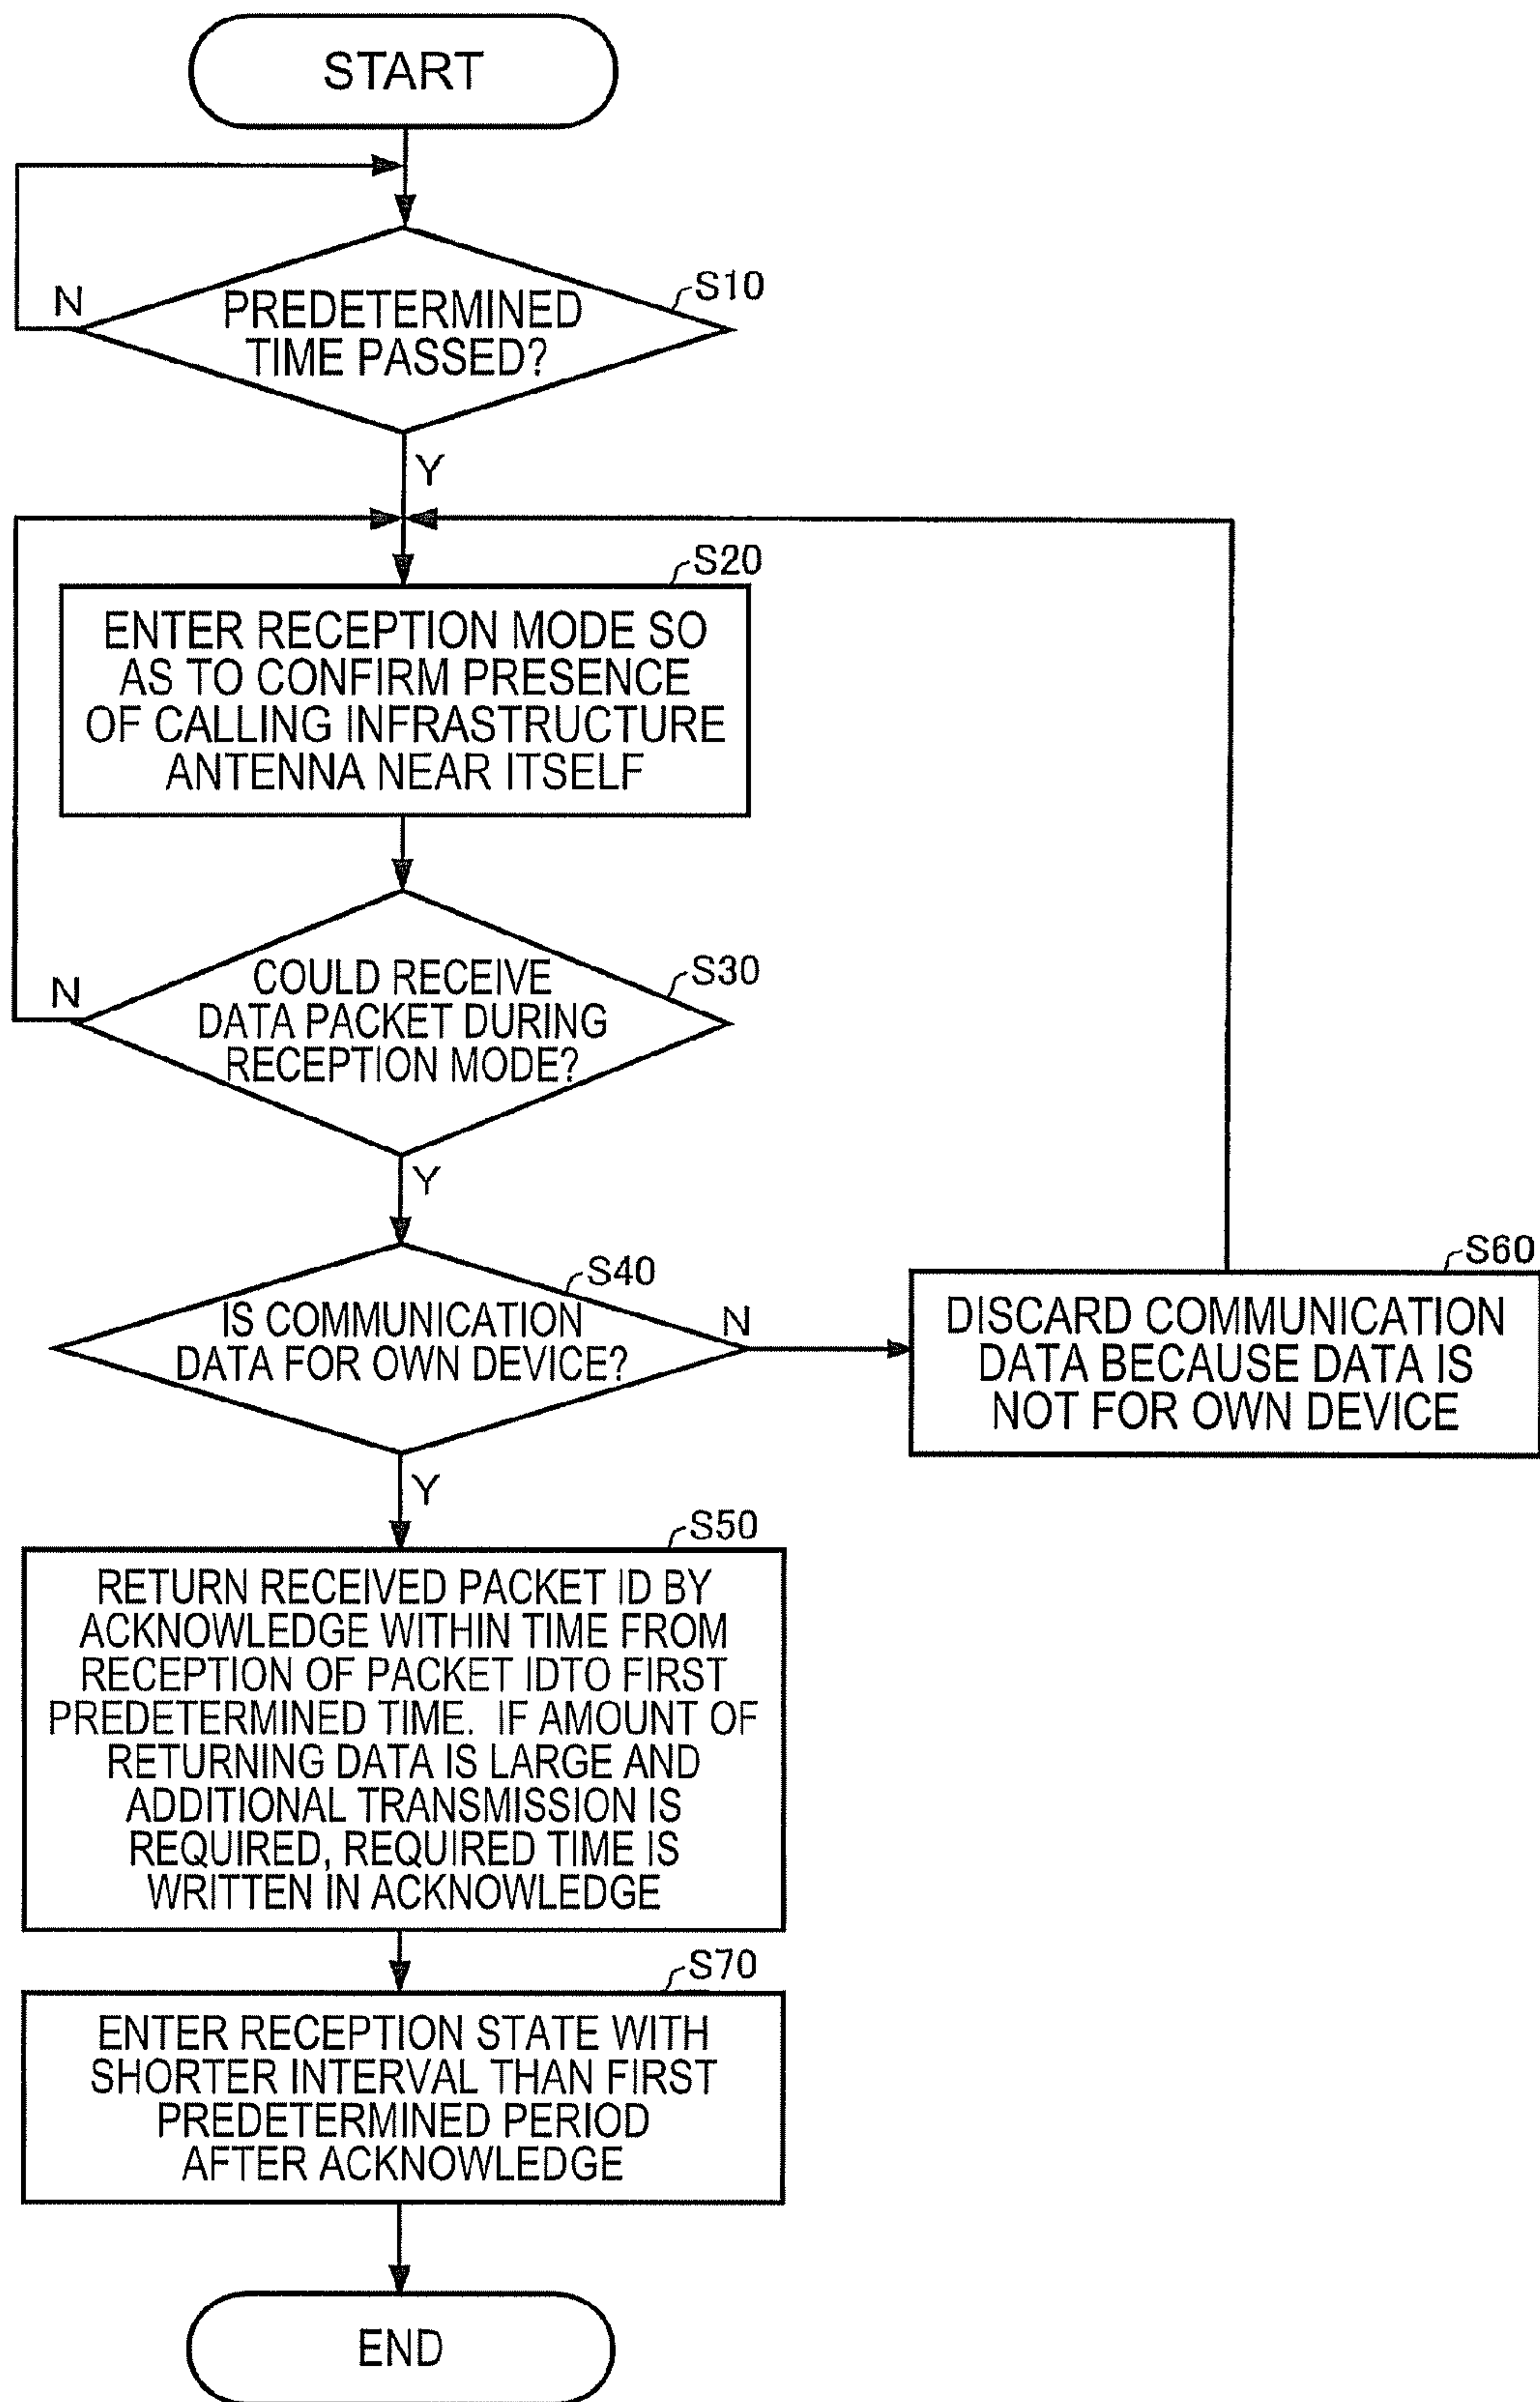 START
N
S10
PREDETERMINED
TIME PASSED?
Y
S20
ENTER RECEPTION MODE SO
AS TO CONFIRM PRESENCE
OF CALLING INFRASTRUCTURE
ANTENNA NEAR ITSELF
N
S30
COULD RECEIVE
DATA PACKET DURING
RECEPTION MODE?
Y
S40
IS COMMUNICATION
DATA FOR OWN DEVICE?
N
S60
DISCARD COMMUNICATION
DATA BECAUSE DATA IS
NOT FOR OWN DEVICE
Y
S50
RETURN RECEIVED PACKET ID BY
ACKNOWLEDGE WITHIN TIME FROM
RECEPTION OF PACKET IDTO FIRST
PREDETERMINED TIME. IF AMOUNT OF
RETURNING DATA IS LARGE AND
ADDITIONAL TRANSMISSION IS
REQUIRED, REQUIRED TIME IS
WRITTEN IN ACKNOWLEDGE
S70
ENTER RECEPTION STATE WITH
SHORTER INTERVAL THAN FIRST
PREDETERMINED PERIOD
AFTER ACKNOWLEDGE
END